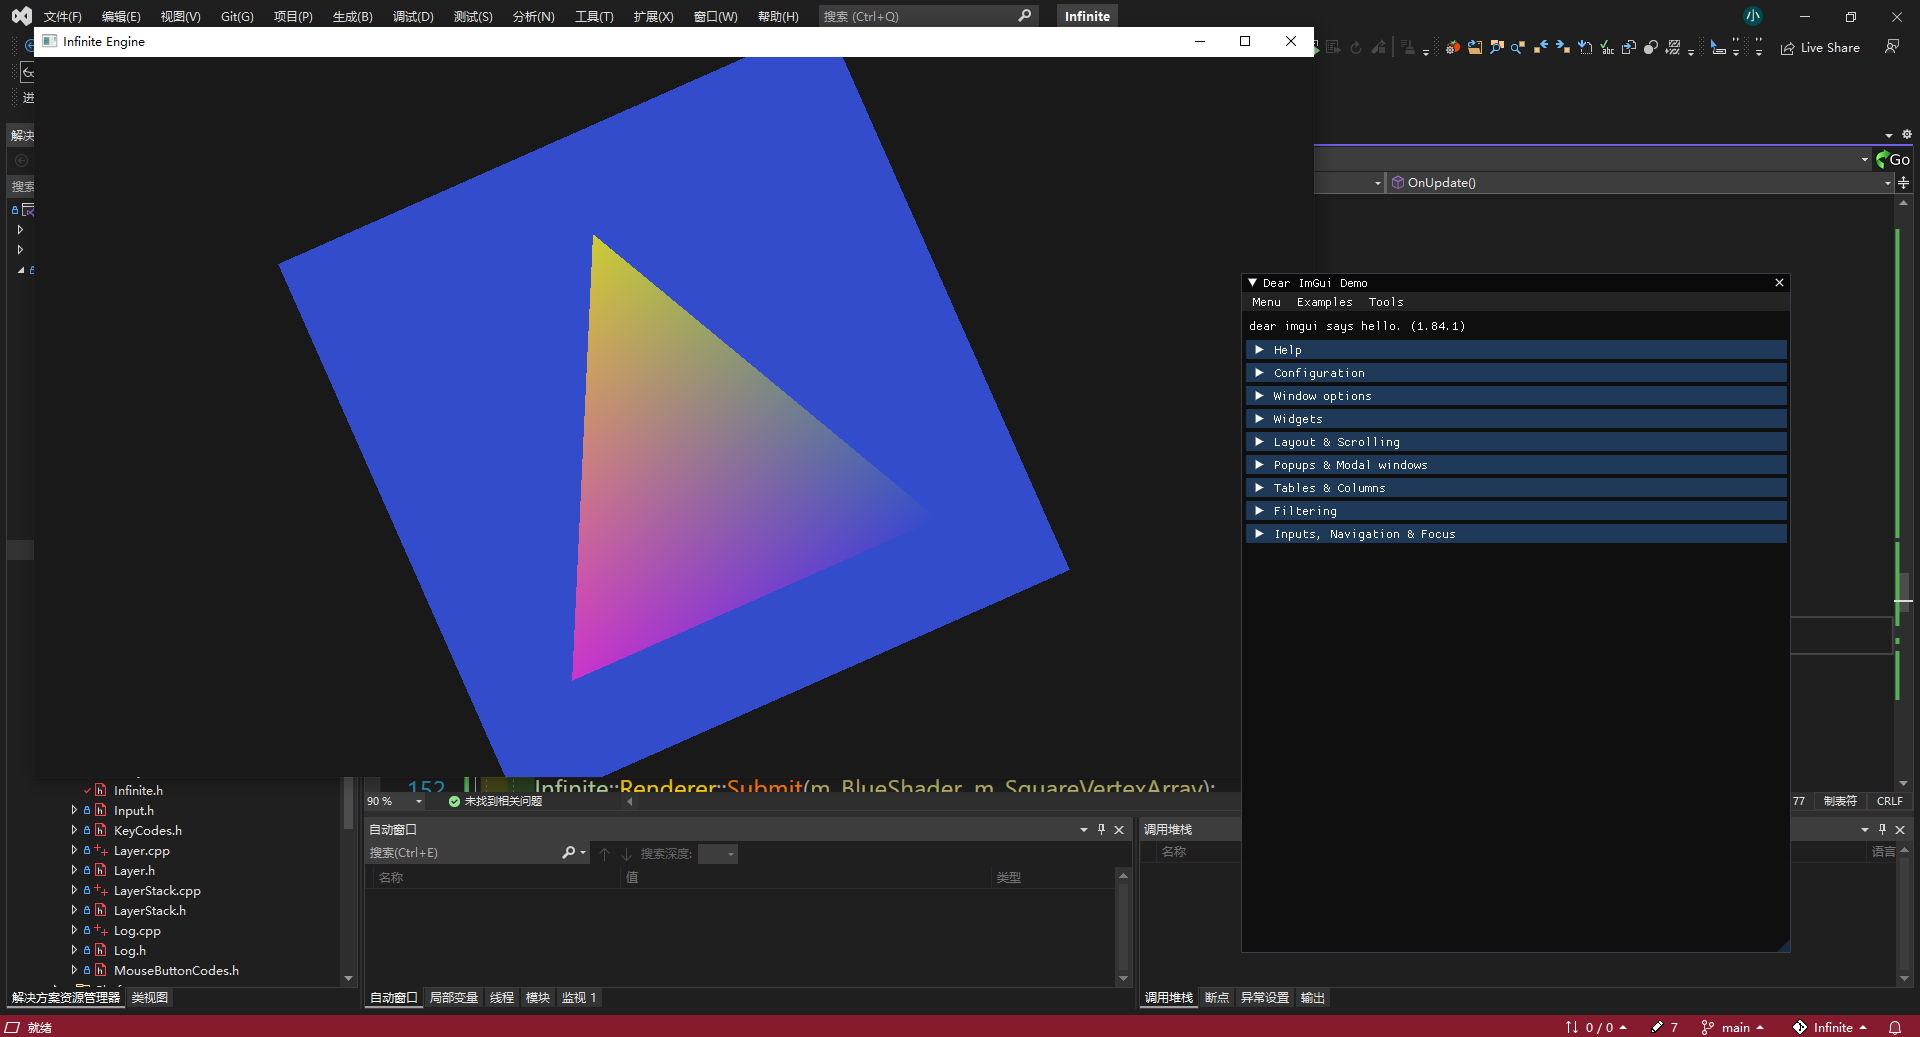 文件(F) 编辑(E) 视图(V) Git(G) 项目(P) 生成(B) 调试(D) 测试(S) 分析(N) 工具(T) 扩展(X) 窗口(W) 帮助(H) 搜索 (Ctrl+Q) Infinite 小
Infinite Engine
Live Share
进
解决
Go
搜索
OnUpdate()
Dear ImGui Demo
Menu Examples Tools
dear imgui says hello. (1.84.1)
Help
Configuration
Window options
Widgets
Layout & Scrolling
Popups & Modal windows
Tables & Columns
Filtering
Inputs, Navigation & Focus
152 Infinite::Renderer::Submit(m_BlueShader, m_SquareVertexArray);
90 % 未找到相关问题 77 制表符 CRLF
Infinite.h
Input.h
KeyCodes.h
Layer.cpp
Layer.h
LayerStack.cpp
LayerStack.h
Log.cpp
Log.h
MouseButtonCodes.h
解决方案资源管理器 类视图
自动窗口
搜索(Ctrl+E) 搜索深度:
名称 值 类型
自动窗口 局部变量 线程 模块 监视 1
调用堆栈
名称 语言
调用堆栈 断点 异常设置 输出
就绪 0 / 0 7 main Infinite